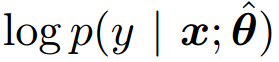 log p(y | x; θ̂)